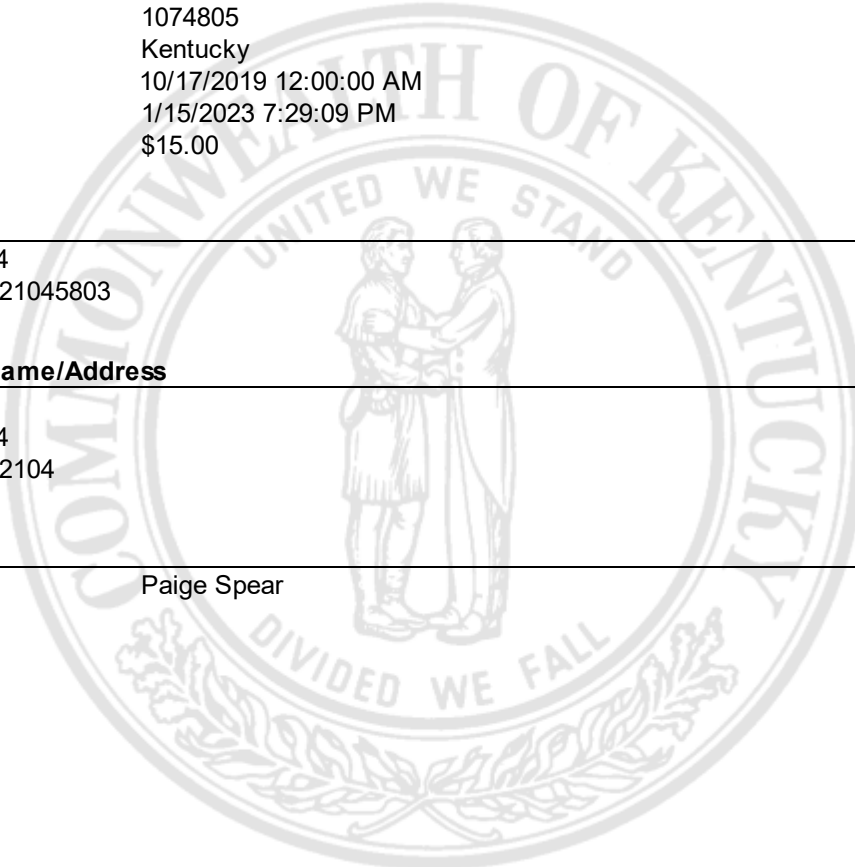 1074805
Kentucky
10/17/2019 12:00:00 AM
1/15/2023 7:29:09 PM
$15.00
COMMONWEALTH OF KENTUCKY
UNITED WE STAND
4
21045803
ame/Address
4
2104
Paige Spear
DIVIDED WE FALL